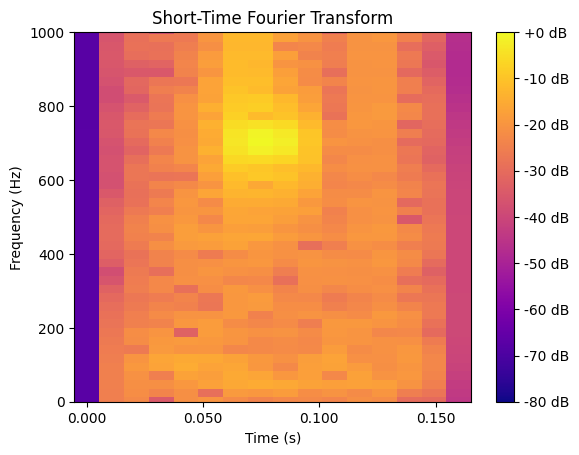 Short-Time Fourier Transform
1000
800
600
400
200
0
Frequency (Hz)
0.000
0.050
0.100
0.150
Time (s)
+0 dB
-10 dB
-20 dB
-30 dB
-40 dB
-50 dB
-60 dB
-70 dB
-80 dB